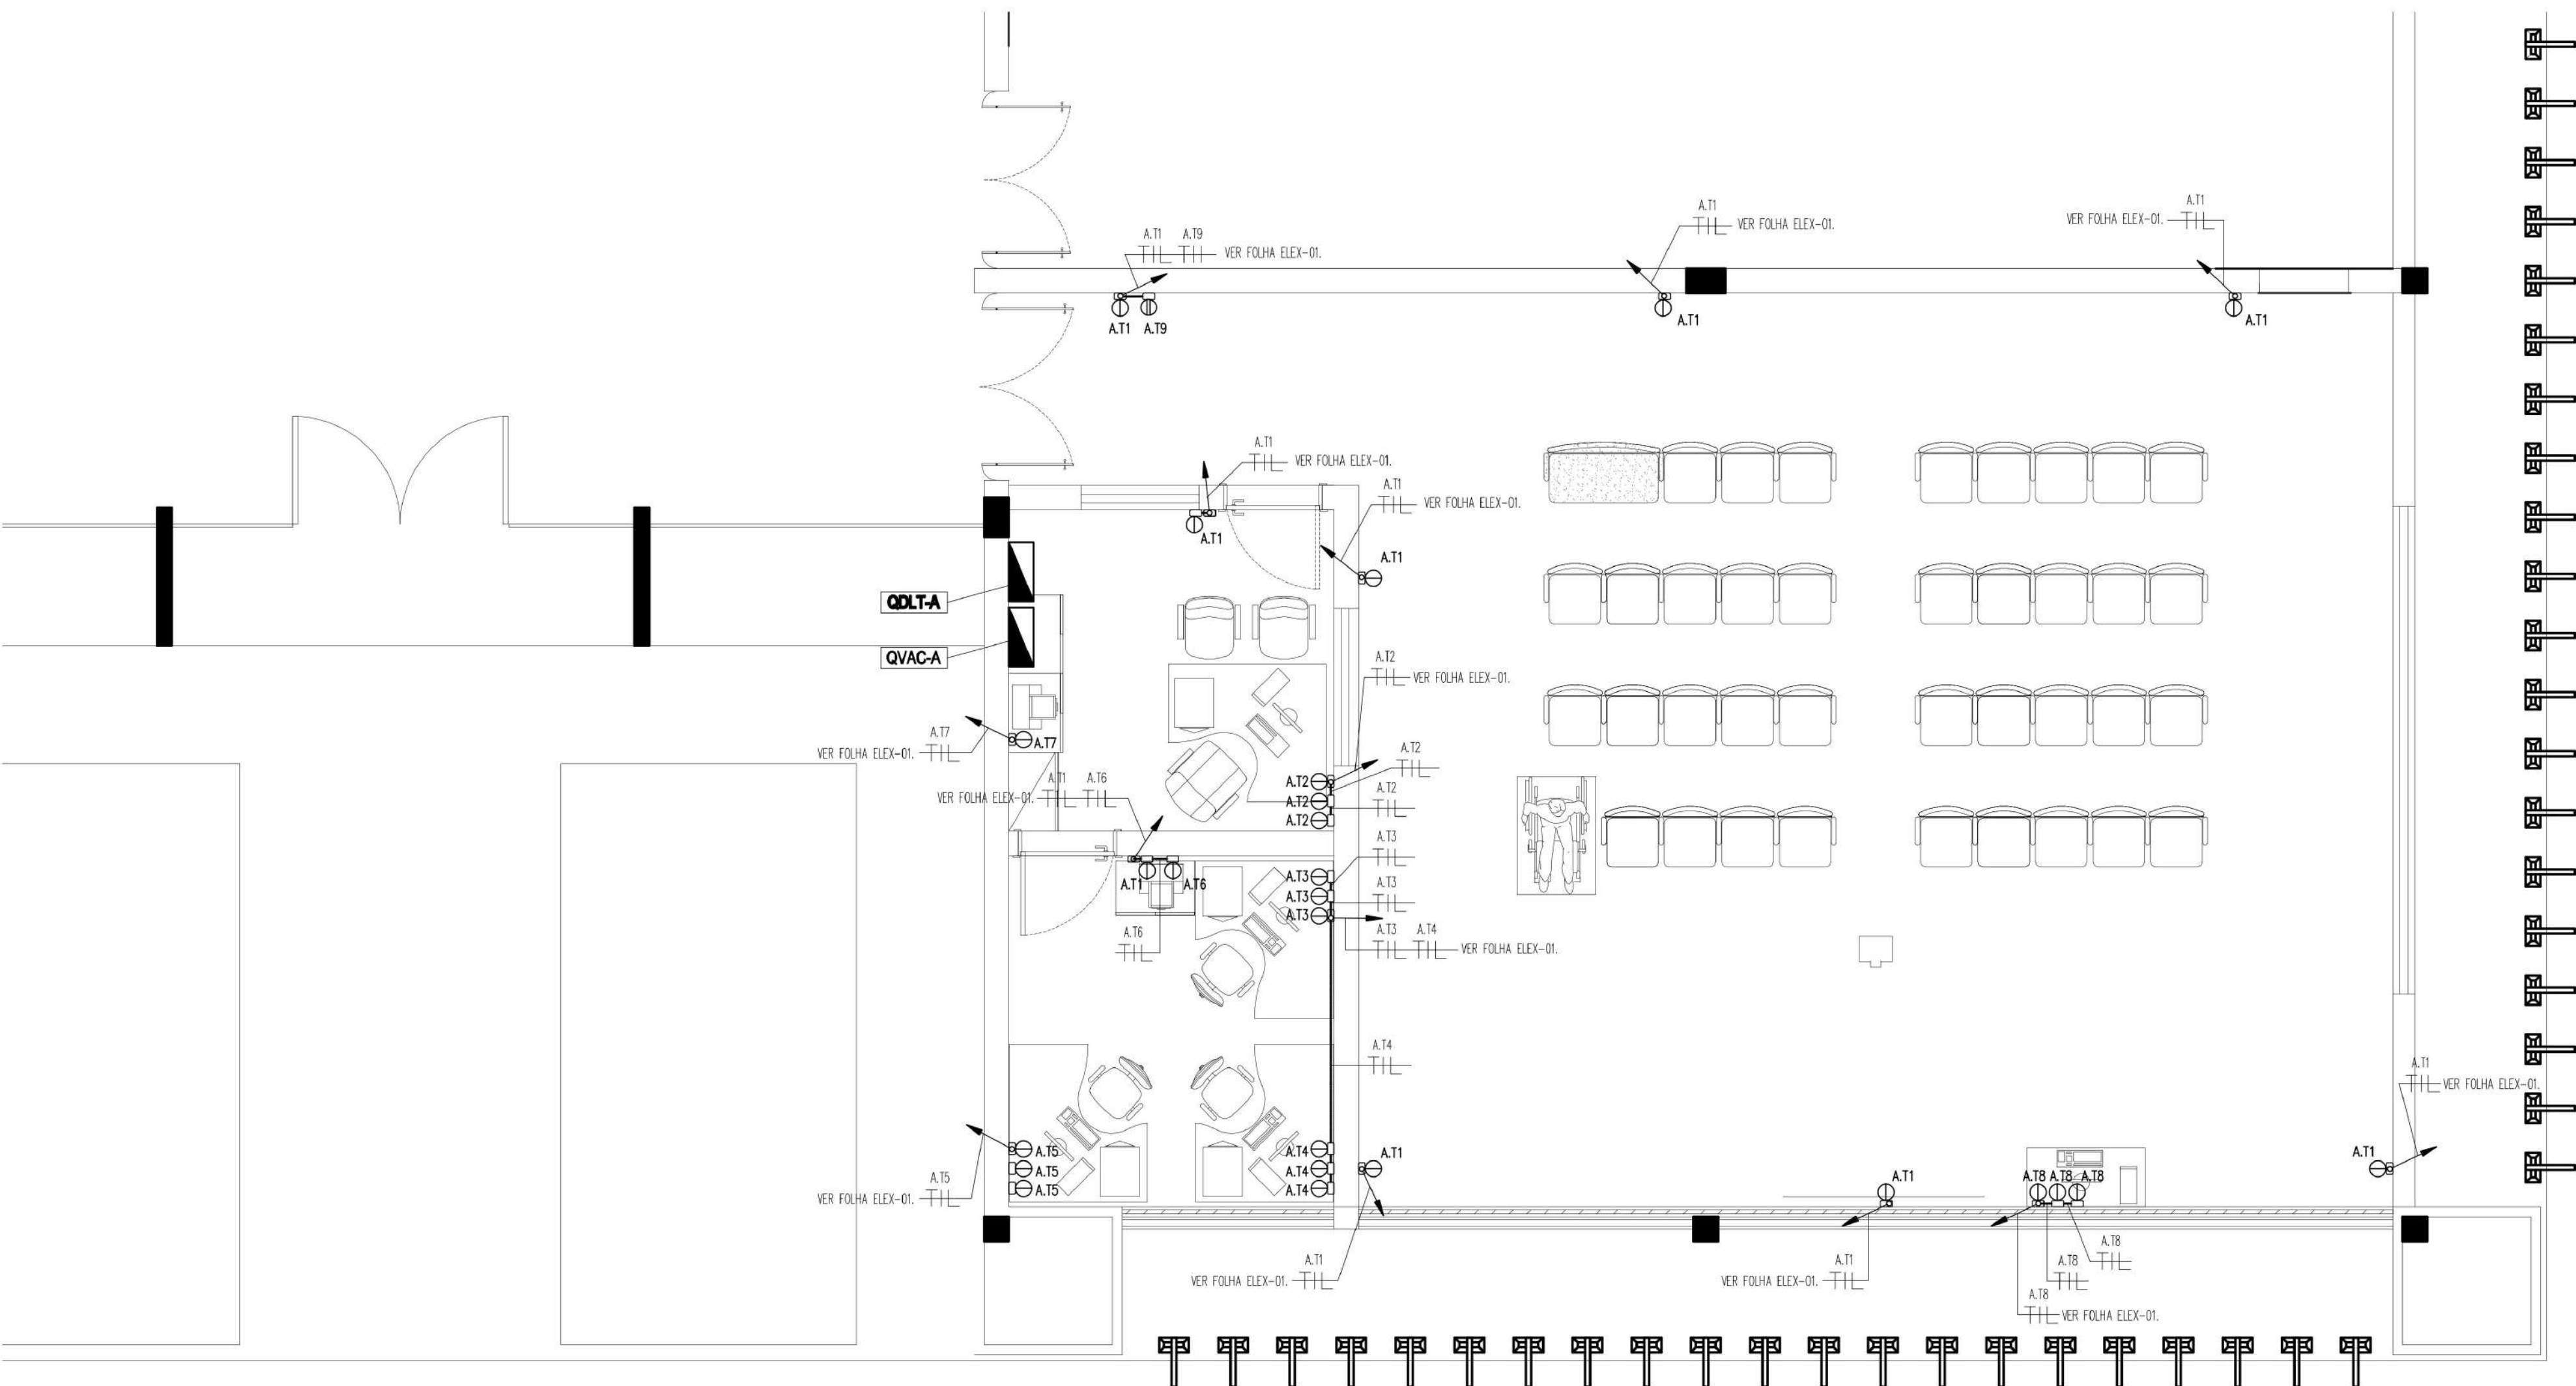 A.T1
VER FOLHA ELEX-01.
A.T1
VER FOLHA ELEX-01.
A.T1 A.T9
VER FOLHA ELEX-01.
A.T1 A.T9
A.T1
A.T1
A.T1
VER FOLHA ELEX-01.
A.T1
VER FOLHA ELEX-01.
A.T1
A.T1
QDLT-A
QVAC-A
A.T2
VER FOLHA ELEX-01.
A.T7
VER FOLHA ELEX-01.
A.T7
A.T2
A.T1 A.T6
VER FOLHA ELEX-01.
A.T2
A.T2
A.T2
A.T2
A.T3
A.T1 A.T6
A.T3
A.T3
A.T3
A.T3
A.T6
A.T3 A.T4
VER FOLHA ELEX-01.
A.T4
A.T1
VER FOLHA ELEX-01.
A.T5
A.T5
A.T5
A.T4
A.T4
A.T4
A.T1
A.T1
A.T5
VER FOLHA ELEX-01.
A.T1
A.T8 A.T8 A.T8
A.T1
VER FOLHA ELEX-01.
A.T1
VER FOLHA ELEX-01.
A.T8
A.T8
A.T8
VER FOLHA ELEX-01.